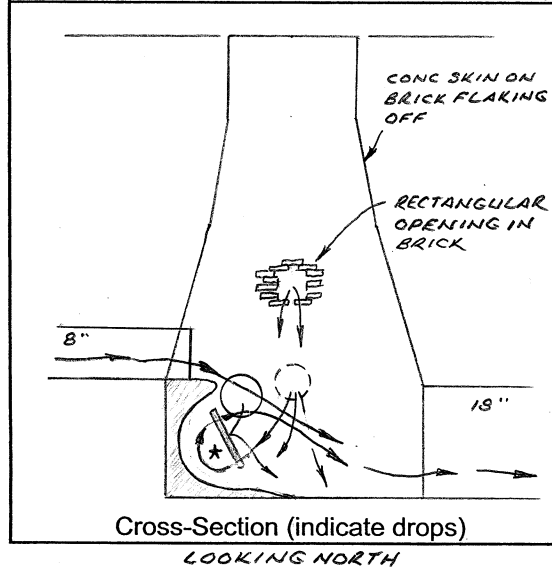 CONC SKIN ON
BRICK FLAKING
OFF
RECTANGULAR
OPENING IN
BRICK
8"
18"
*
Cross-Section (indicate drops)
LOOKING NORTH